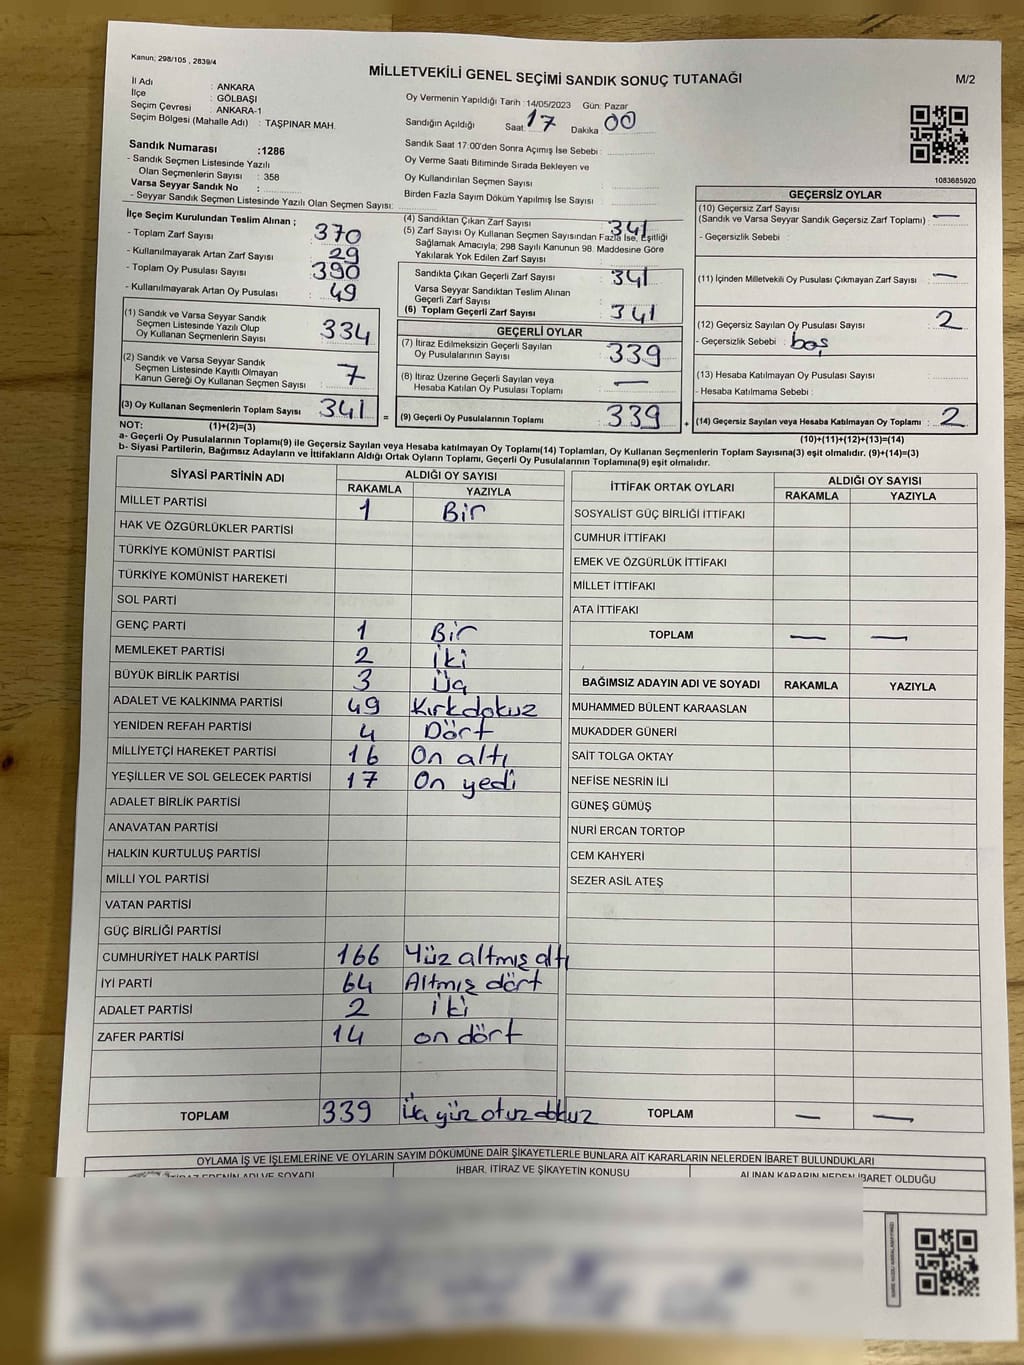 Kanun; 298/105 , 2839/4
MİLLETVEKİLİ GENEL SEÇİMİ SANDIK SONUÇ TUTANAĞI
M/2
İl Adı : ANKARA
İlçe : GÖLBAŞI
Seçim Çevresi : ANKARA-1
Seçim Bölgesi (Mahalle Adı) : TAŞPINAR MAH.
Oy Vermenin Yapıldığı Tarih : 14/05/2023 Gün: Pazar
Sandığın Açıldığı Saat: 17 Dakika 00
Sandık Numarası :1286
- Sandık Seçmen Listesinde Yazılı
Olan Seçmenlerin Sayısı : 358
Varsa Seyyar Sandık No :
- Seyyar Sandık Seçmen Listesinde Yazılı Olan Seçmen Sayısı:
Sandık Saat 17:00'den Sonra Açımış İse Sebebi :
Oy Verme Saati Bitiminde Sırada Bekleyen ve
Oy Kullandırılan Seçmen Sayısı :
Birden Fazla Sayım Döküm Yapılmış İse Sayısı :
1083685920
İlçe Seçim Kurulundan Teslim Alınan ;
- Toplam Zarf Sayısı : 370
- Kullanılmayarak Artan Zarf Sayısı : 29
- Toplam Oy Pusulası Sayısı : 390
- Kullanılmayarak Artan Oy Pusulası : 49
(1) Sandık ve Varsa Seyyar Sandık
Seçmen Listesinde Yazılı Olup
Oy Kullanan Seçmenlerin Sayısı : 334
(2) Sandık ve Varsa Seyyar Sandık
Seçmen Listesinde Kayıtlı Olmayan
Kanun Gereği Oy Kullanan Seçmen Sayısı : 7
(3) Oy Kullanan Seçmenlerin Toplam Sayısı : 341 =
(4) Sandıktan Çıkan Zarf Sayısı : 341
(5) Zarf Sayısı Oy Kullanan Seçmen Sayısından Fazla İse, Eşitliği
Sağlamak Amacıyla; 298 Sayılı Kanunun 98. Maddesine Göre
Yakılarak Yok Edilen Zarf Sayısı :
Sandıkta Çıkan Geçerli Zarf Sayısı : 341
Varsa Seyyar Sandıktan Teslim Alınan
Geçerli Zarf Sayısı :
(6) Toplam Geçerli Zarf Sayısı : 341
GEÇERLİ OYLAR
(7) İtiraz Edilmeksizin Geçerli Sayılan
Oy Pusulalarının Sayısı : 339
(8) İtiraz Üzerine Geçerli Sayılan veya
Hesaba Katılan Oy Pusulası Toplamı : —
(9) Geçerli Oy Pusulalarının Toplamı : 339 +
GEÇERSİZ OYLAR
(10) Geçersiz Zarf Sayısı
(Sandık ve Varsa Seyyar Sandık Geçersiz Zarf Toplamı) : —
- Geçersizlik Sebebi :
(11) İçinden Milletvekili Oy Pusulası Çıkmayan Zarf Sayısı : —
(12) Geçersiz Sayılan Oy Pusulası Sayısı : 2
- Geçersizlik Sebebi : boş
(13) Hesaba Katılmayan Oy Pusulası Sayısı :
- Hesaba Katılmama Sebebi :
(14) Geçersiz Sayılan veya Hesaba Katılmayan Oy Toplamı : 2
NOT: (1)+(2)=(3)
(10)+(11)+(12)+(13)=(14)
a- Geçerli Oy Pusulalarının Toplamı(9) ile Geçersiz Sayılan veya Hesaba katılmayan Oy Toplamı(14) Toplamları, Oy Kullanan Seçmenlerin Toplam Sayısına(3) eşit olmalıdır. (9)+(14)=(3)
b- Siyasi Partilerin, Bağımsız Adayların ve İttifakların Aldığı Ortak Oyların Toplamı, Geçerli Oy Pusulalarının Toplamına(9) eşit olmalıdır.
SİYASİ PARTİNİN ADI ALDIĞI OY SAYISI
RAKAMLA YAZIYLA
MİLLET PARTİSİ 1 Bir
HAK VE ÖZGÜRLÜKLER PARTİSİ
TÜRKİYE KOMÜNİST PARTİSİ
TÜRKİYE KOMÜNİST HAREKETİ
SOL PARTİ
GENÇ PARTİ 1 Bir
MEMLEKET PARTİSİ 2 İki
BÜYÜK BİRLİK PARTİSİ 3 Üç
ADALET VE KALKINMA PARTİSİ 49 Kırkdokuz
YENİDEN REFAH PARTİSİ 4 Dört
MİLLİYETÇİ HAREKET PARTİSİ 16 On altı
YEŞİLLER VE SOL GELECEK PARTİSİ 17 On yedi
ADALET BİRLİK PARTİSİ
ANAVATAN PARTİSİ
HALKIN KURTULUŞ PARTİSİ
MİLLİ YOL PARTİSİ
VATAN PARTİSİ
GÜÇ BİRLİĞİ PARTİSİ
CUMHURİYET HALK PARTİSİ 166 Yüz altmış altı
İYİ PARTİ 64 Altmış dört
ADALET PARTİSİ 2 iki
ZAFER PARTİSİ 14 on dört
TOPLAM 339 Üç yüz otuz dokuz
İTTİFAK ORTAK OYLARI ALDIĞI OY SAYISI
RAKAMLA YAZIYLA
SOSYALİST GÜÇ BİRLİĞİ İTTİFAKI
CUMHUR İTTİFAKI
EMEK VE ÖZGÜRLÜK İTTİFAKI
MİLLET İTTİFAKI
ATA İTTİFAKI
TOPLAM — —
BAĞIMSIZ ADAYIN ADI VE SOYADI RAKAMLA YAZIYLA
MUHAMMED BÜLENT KARAASLAN
MUKADDER GÜNERİ
SAİT TOLGA OKTAY
NEFİSE NESRİN İLİ
GÜNEŞ GÜMÜŞ
NURİ ERCAN TORTOP
CEM KAHYERİ
SEZER ASİL ATEŞ
TOPLAM — —
OYLAMA İŞ VE İŞLEMLERİNE VE OYLARIN SAYIM DÖKÜMÜNE DAİR ŞİKAYETLERLE BUNLARA AİT KARARLARIN NELERDEN İBARET BULUNDUKLARI
EDENİN ADI VE SOYADI İHBAR, İTİRAZ VE ŞİKAYETİN KONUSU ALINAN KARARIN NEDEN İBARET OLDUĞU